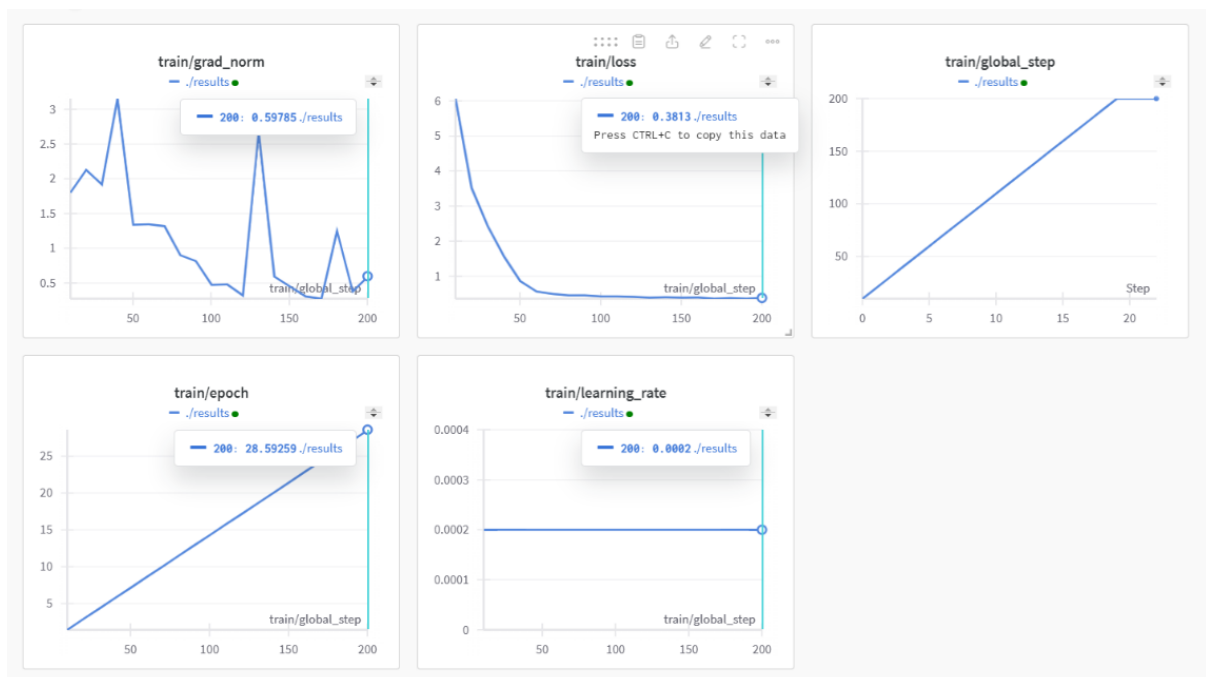 train/grad_norm
./results
200: 0.59785 ./results
3
2.5
2
1.5
1
0.5
train/global_step
50 100 150 200
train/loss
./results
200: 0.3813 ./results
Press CTRL+C to copy this data
6
5
4
3
2
1
train/global_step
50 100 150 200
train/global_step
./results
200
150
100
50
Step
0 5 10 15 20
train/epoch
./results
200: 28.59259 ./results
25
20
15
10
5
train/global_step
50 100 150 200
train/learning_rate
./results
200: 0.0002 ./results
0.0004
0.0003
0.0002
0.0001
0
train/global_step
50 100 150 200